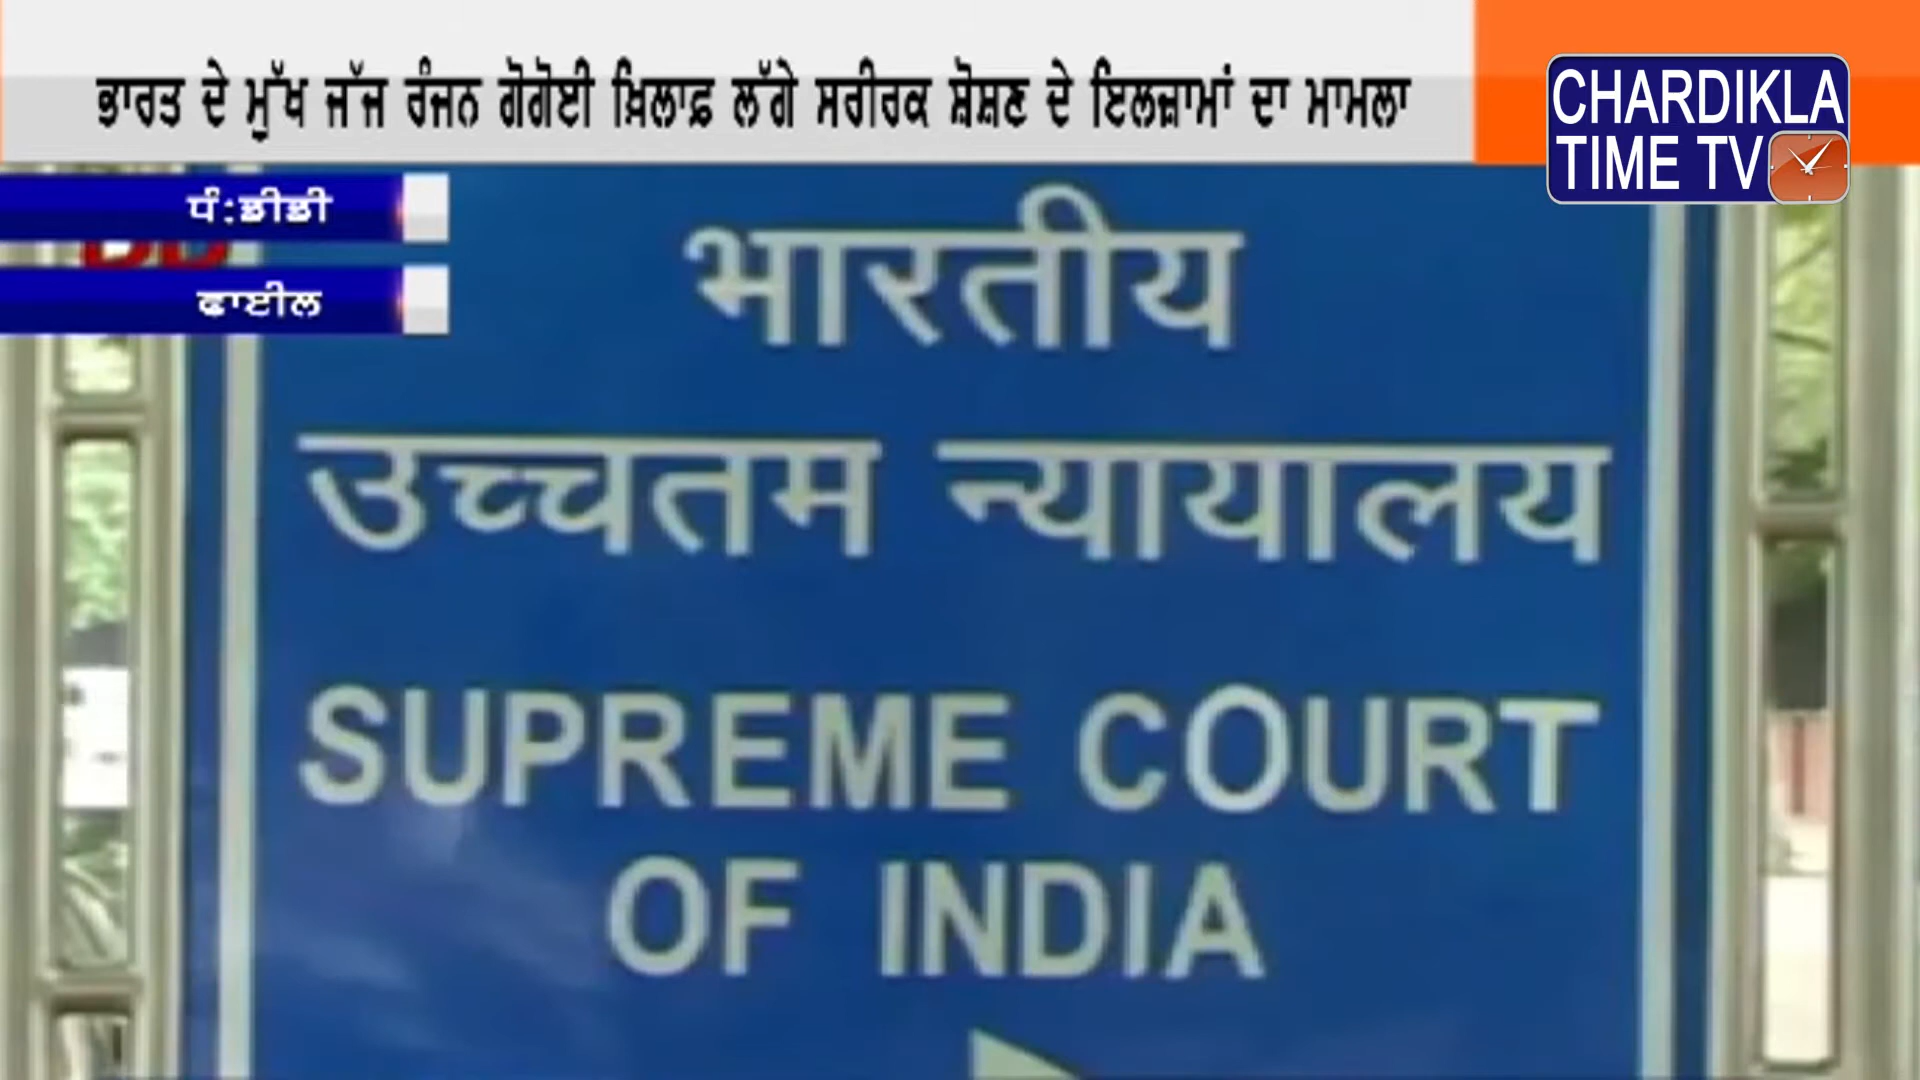 ਭਾਰਤ ਦੇ ਮੁੱਖ ਜੱਜ ਰੰਜਨ ਗੋਗੋਈ ਖ਼ਿਲਾਫ਼ ਲੱਗੇ ਸਰੀਰਕ ਸ਼ੋਸ਼ਣ ਦੇ ਇਲਜ਼ਾਮਾਂ ਦਾ ਮਾਮਲਾ
CHARDIKLA
TIME TV
ਧੰ:ਡੀਡੀ
ਫਾਈਲ
भारतीय
उच्चतम न्यायालय
SUPREME COURT
OF INDIA